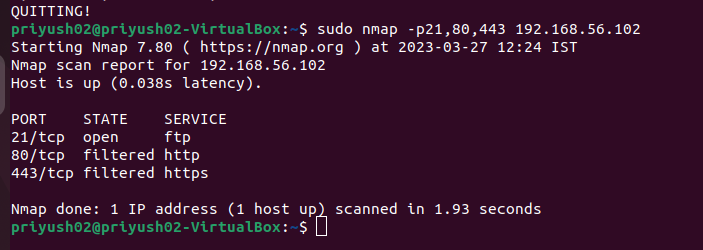 QUITTING!
priyush02@priyush02-VirtualBox:~$ sudo nmap -p21,80,443 192.168.56.102
Starting Nmap 7.80 ( https://nmap.org ) at 2023-03-27 12:24 IST
Nmap scan report for 192.168.56.102
Host is up (0.038s latency).
PORT    STATE    SERVICE
21/tcp  open     ftp
80/tcp  filtered http
443/tcp filtered https
Nmap done: 1 IP address (1 host up) scanned in 1.93 seconds
priyush02@priyush02-VirtualBox:~$